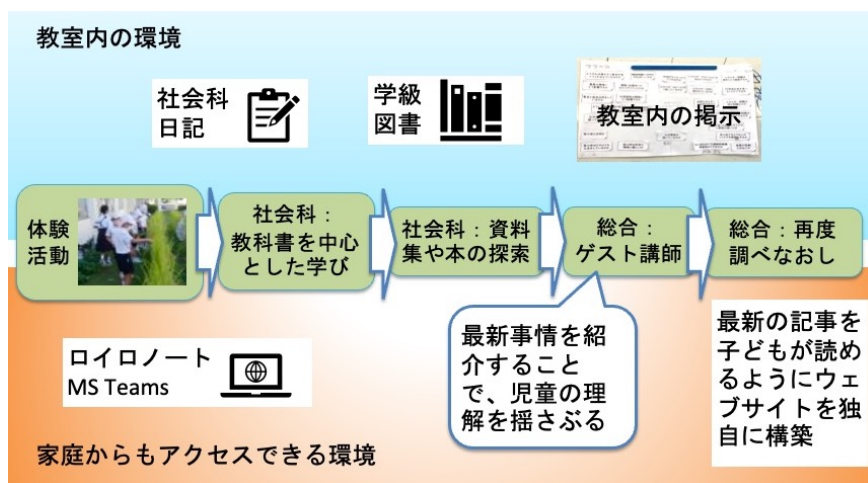 教室内の環境
社会科
日記
学級
図書
教室内の掲示
体験
活動
社会科：
教科書を中心
とした学び
社会科：資料
集や本の探索
総合：
ゲスト講師
総合：再度
調べなおし
最新事情を紹
介すること
で、児童の理
解を揺さぶる
最新の記事を
子どもが読め
るようにウェ
ブサイトを独
自に構築
ロイロノート
MS Teams
家庭からもアクセスできる環境